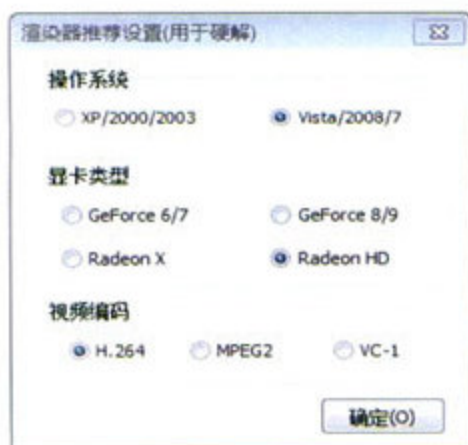 渲染器推荐设置(用于硬解)
操作系统
XP/2000/2003 Vista/2008/7
显卡类型
GeForce 6/7 GeForce 8/9
Radeon X Radeon HD
视频编码
H.264 MPEG2 VC-1
确定(O)